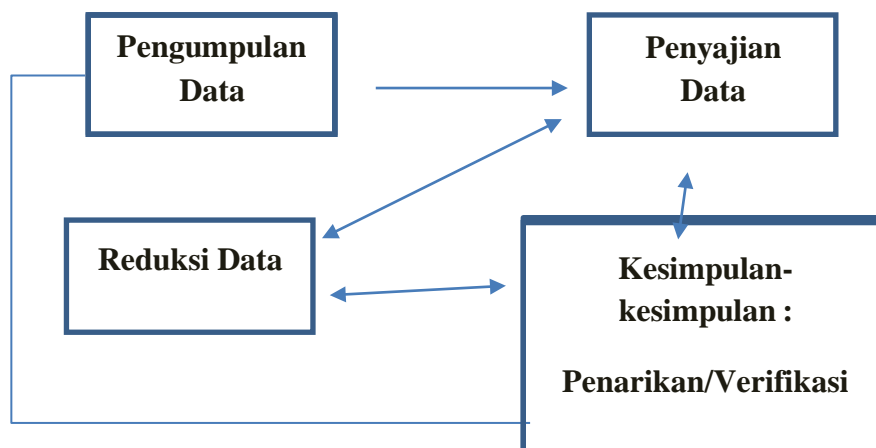 Pengumpulan
Data
Penyajian
Data
Reduksi Data
Kesimpulan-
kesimpulan :
Penarikan/Verifikasi